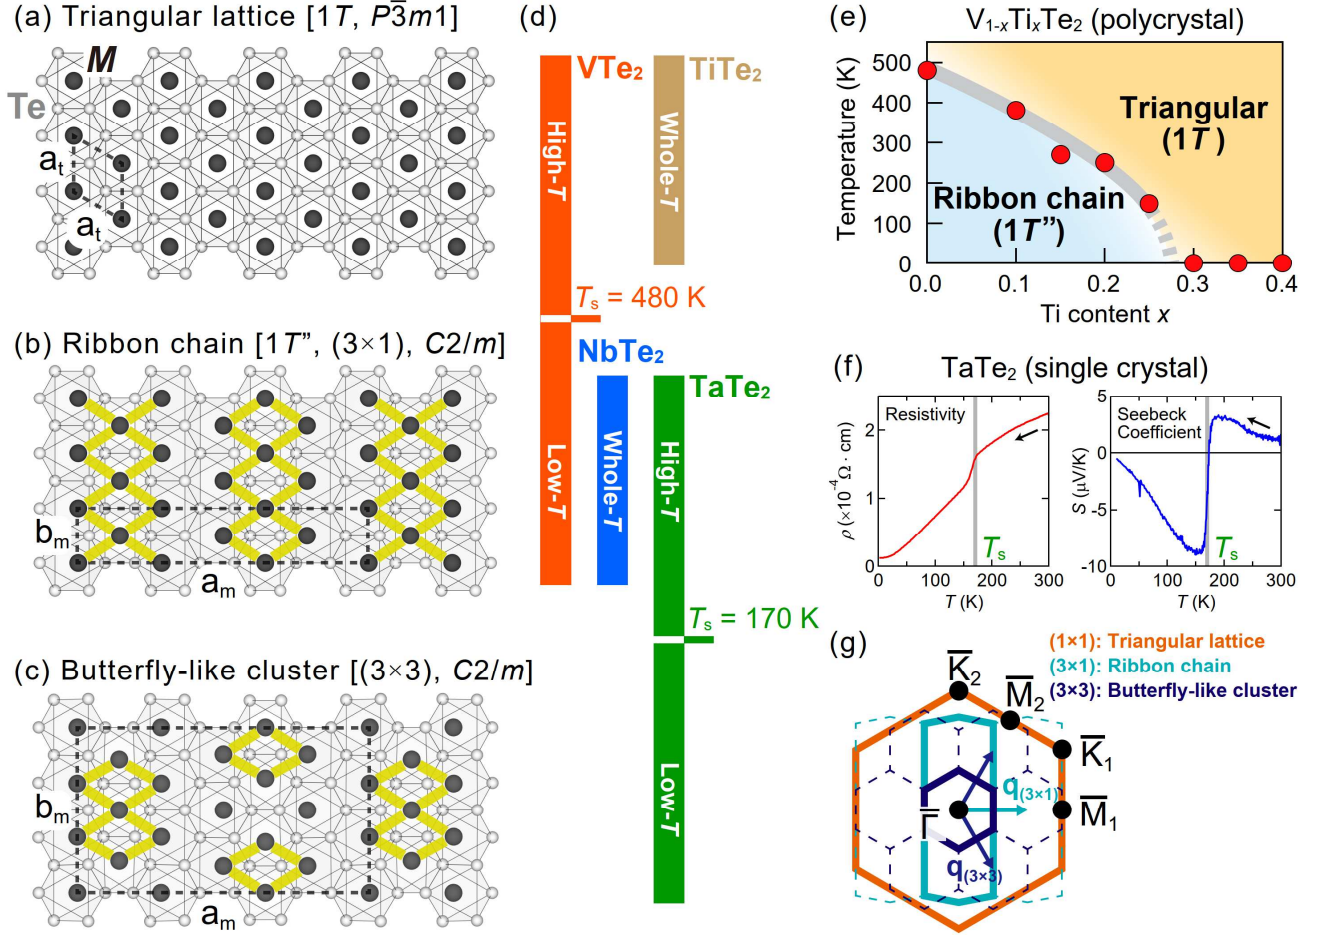 (a) Triangular lattice [1T, P3̅m1]
M
Te
a_t
a_t
(b) Ribbon chain [1T”, (3×1), C2/m]
b_m
a_m
(c) Butterfly-like cluster [(3×3), C2/m]
b_m
a_m
(d)
VTe₂
TiTe₂
High-T
Whole-T
T_s = 480 K
NbTe₂
TaTe₂
Low-T
Whole-T
High-T
T_s = 170 K
Low-T
(e)
V₁₋ₓTiₓTe₂ (polycrystal)
Temperature (K)
500
400
300
200
100
0
Triangular
(1T )
Ribbon chain
(1T”)
0.0 0.1 0.2 0.3 0.4
Ti content x
(f) TaTe₂ (single crystal)
Resistivity
ρ (×10⁻⁴Ω · cm)
2
1
0
T_s
0 100 200 300
T (K)
Seebeck
Coefficient
S (μV/K)
5
0
-5
-10
T_s
0 100 200 300
T (K)
(g)
(1×1): Triangular lattice
(3×1): Ribbon chain
(3×3): Butterfly-like cluster
K̅₂
M̅₂
K̅₁
q₍₃ₓ₁₎
M̅₁
Γ̅
q₍₃ₓ₃₎